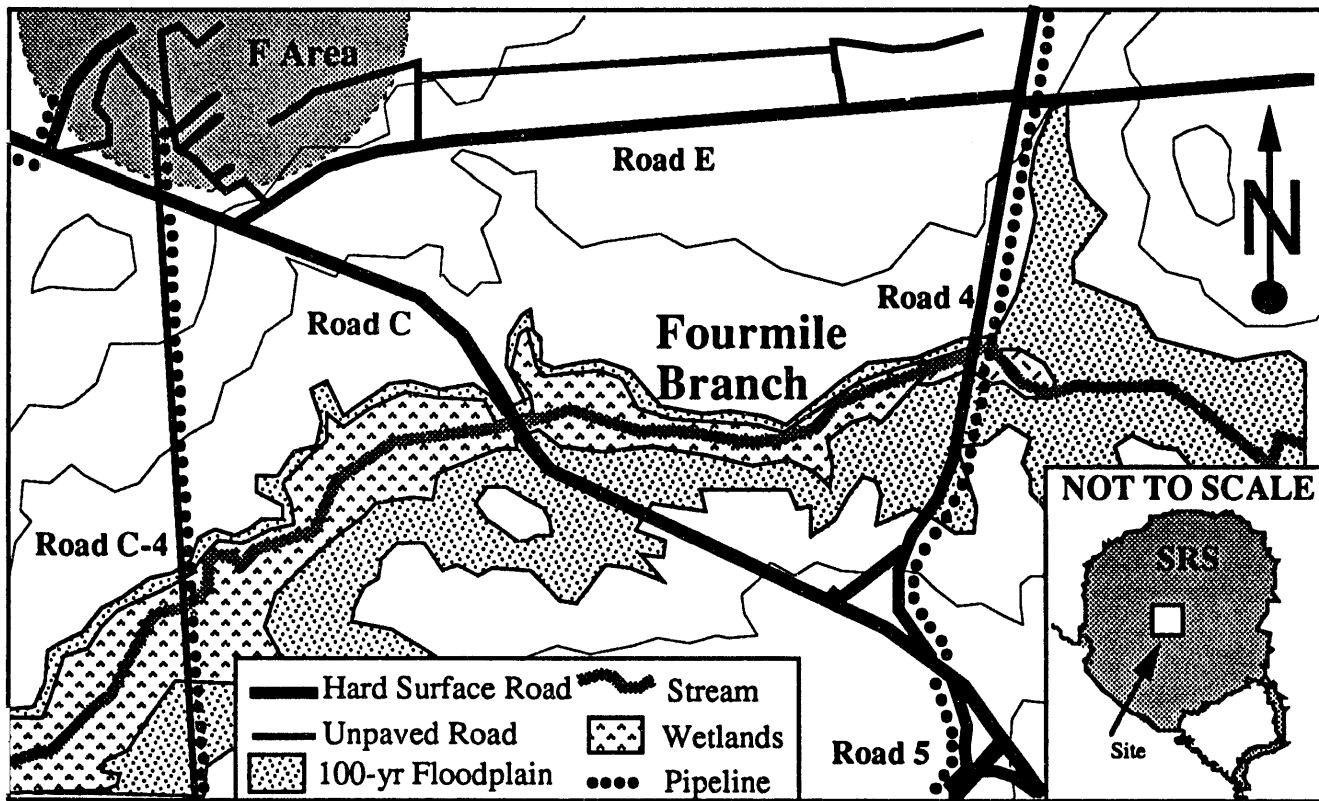 F Area
Road E
N
Road 4
Road C
Fourmile
Branch
NOT TO SCALE
Road C-4
SRS
Hard Surface Road
Stream
Unpaved Road
Wetlands
100-yr Floodplain
Pipeline
Road 5
Site